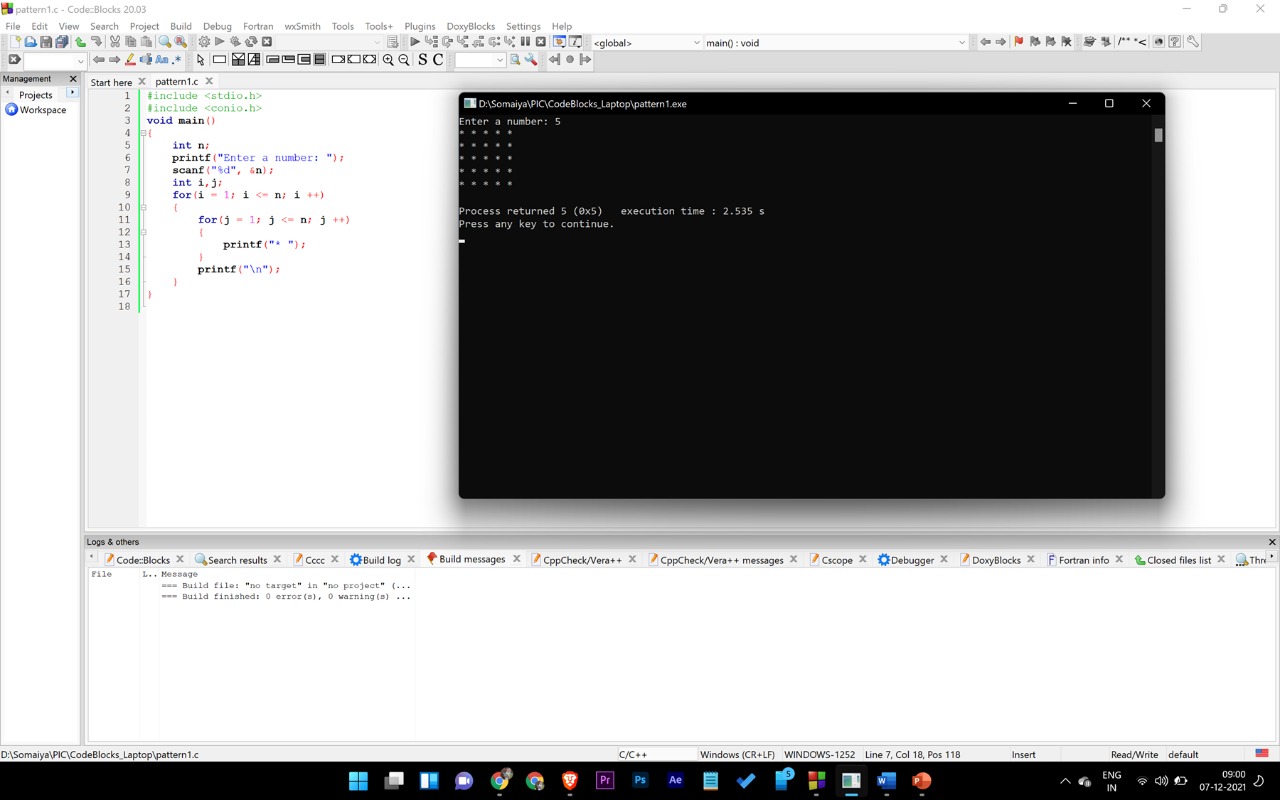 pattern1.c - Code::Blocks 20.03
File Edit View Search Project Build Debug Fortran wxSmith Tools Tools+ Plugins DoxyBlocks Settings Help
<global> main() : void
/** *<
Aa .* S C
Management
Projects
Workspace
Start here pattern1.c
1 #include <stdio.h>
2 #include <conio.h>
3 void main()
4 {
5 int n;
6 printf("Enter a number: ");
7 scanf("%d", &n);
8 int i,j;
9 for(i = 1; i <= n; i ++)
10 {
11 for(j = 1; j <= n; j ++)
12 {
13 printf("* ");
14 }
15 printf("\n");
16 }
17 }
18
D:\Somaiya\PIC\CodeBlocks_Laptop\pattern1.exe
Enter a number: 5
* * * * *
* * * * *
* * * * *
* * * * *
* * * * *
Process returned 5 (0x5) execution time : 2.535 s
Press any key to continue.
Logs & others
Code::Blocks Search results Cccc Build log Build messages CppCheck/Vera++ CppCheck/Vera++ messages Cscope Debugger DoxyBlocks Fortran info Closed files list Thre
File L.. Message
=== Build file: "no target" in "no project" (...
=== Build finished: 0 error(s), 0 warning(s) ...
D:\Somaiya\PIC\CodeBlocks_Laptop\pattern1.c C/C++ Windows (CR+LF) WINDOWS-1252 Line 7, Col 18, Pos 118 Insert Read/Write default
Pr Ps Ae S W P
ENG
IN
09:00
07-12-2021